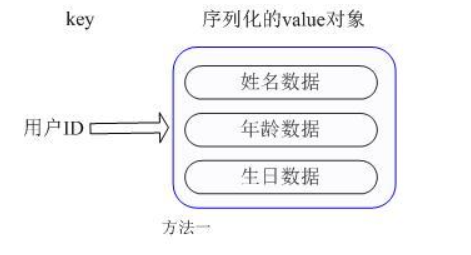 key 序列化的value对象
姓名数据
用户ID
年龄数据
生日数据
方法一